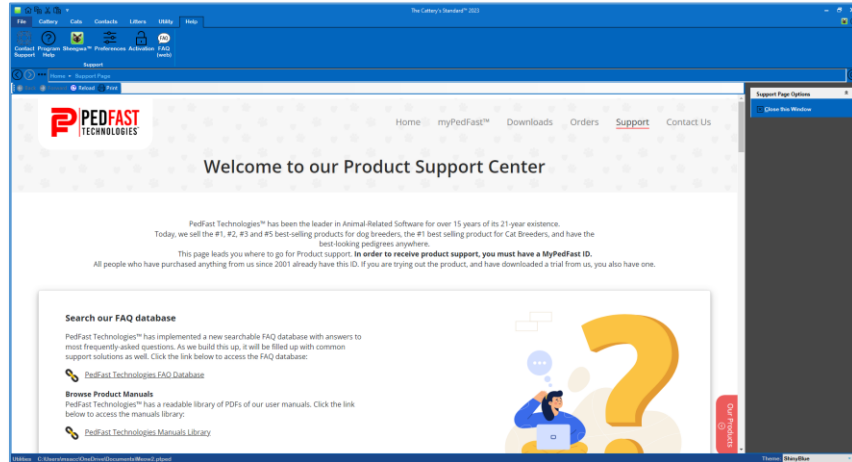 The Cattery's Standard™ 2023
File Cattery Cats Contacts Litters Utility Help
Contact Support Program Help Sheegwa™ Preferences Activation FAQ (web)
Support
Home Support Page
Reload Print
Support Page Options
Close this Window
PEDFAST
TECHNOLOGIES
Home myPedFast™ Downloads Orders Support Contact Us
Welcome to our Product Support Center
PedFast Technologies™ has been the leader in Animal-Related Software for over 15 years of its 21-year existence.
Today, we sell the #1, #2, #3 and #5 best-selling products for dog breeders, the #1 best selling product for Cat Breeders, and have the
best-looking pedigrees anywhere.
This page leads you where to go for Product support. In order to receive product support, you must have a MyPedFast ID.
All people who have purchased anything from us since 2001 already have this ID. If you are trying out the product, and have downloaded a trial from us, you also have one.
Search our FAQ database
PedFast Technologies™ has implemented a new searchable FAQ database with answers to
most frequently-asked questions. As we build this up, it will be filled up with common
support solutions as well. Click the link below to access the FAQ database:
PedFast Technologies FAQ Database
Browse Product Manuals
PedFast Technologies™ has a readable library of PDFs of our user manuals. Click the link
below to access the manuals library:
PedFast Technologies Manuals Library
Our Products
Utilities C:\Users\meecc\OneDrive\Documents\Meow2.pfped
Theme: ShinyBlue